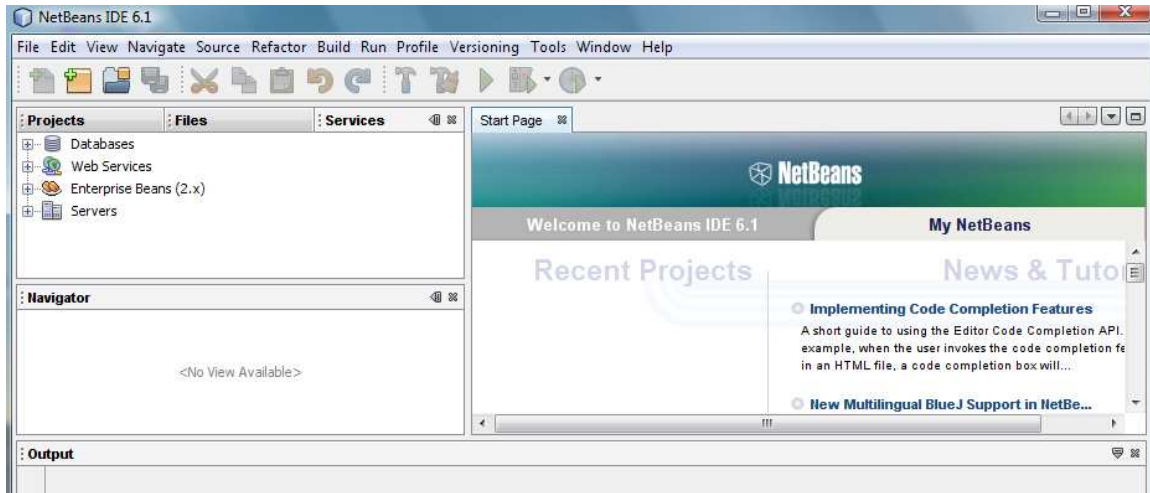 NetBeans IDE 6.1
File Edit View Navigate Source Refactor Build Run Profile Versioning Tools Window Help
Projects Files Services
Databases
Web Services
Enterprise Beans (2.x)
Servers
Navigator
<No View Available>
Start Page
NetBeans
Welcome to NetBeans IDE 6.1 My NetBeans
Recent Projects News & Tuto
Implementing Code Completion Features
A short guide to using the Editor Code Completion API.
example, when the user invokes the code completion fe
in an HTML file, a code completion box will...
New Multilingual BlueJ Support in NetBe...
Output